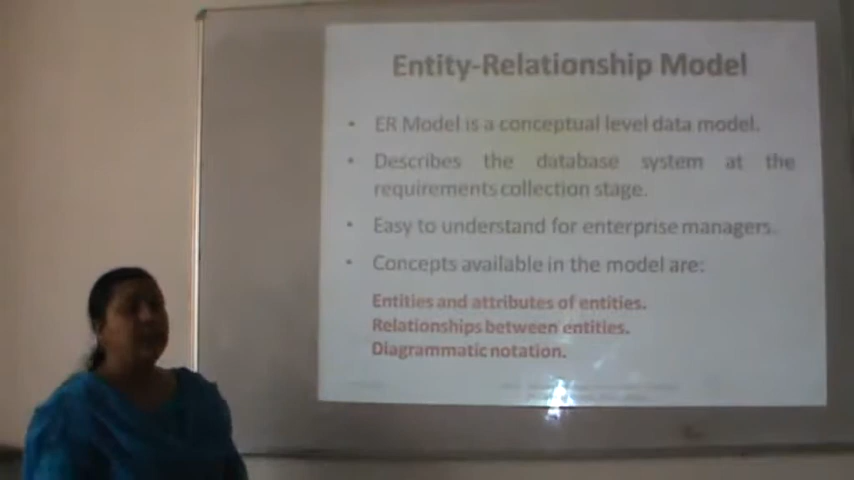 Entity-Relationship Model
• ER Model is a conceptual level data model.
• Describes the database system at the
requirements collection stage.
• Easy to understand for enterprise managers.
• Concepts available in the model are:
Entities and attributes of entities.
Relationships between entities.
Diagrammatic notation.